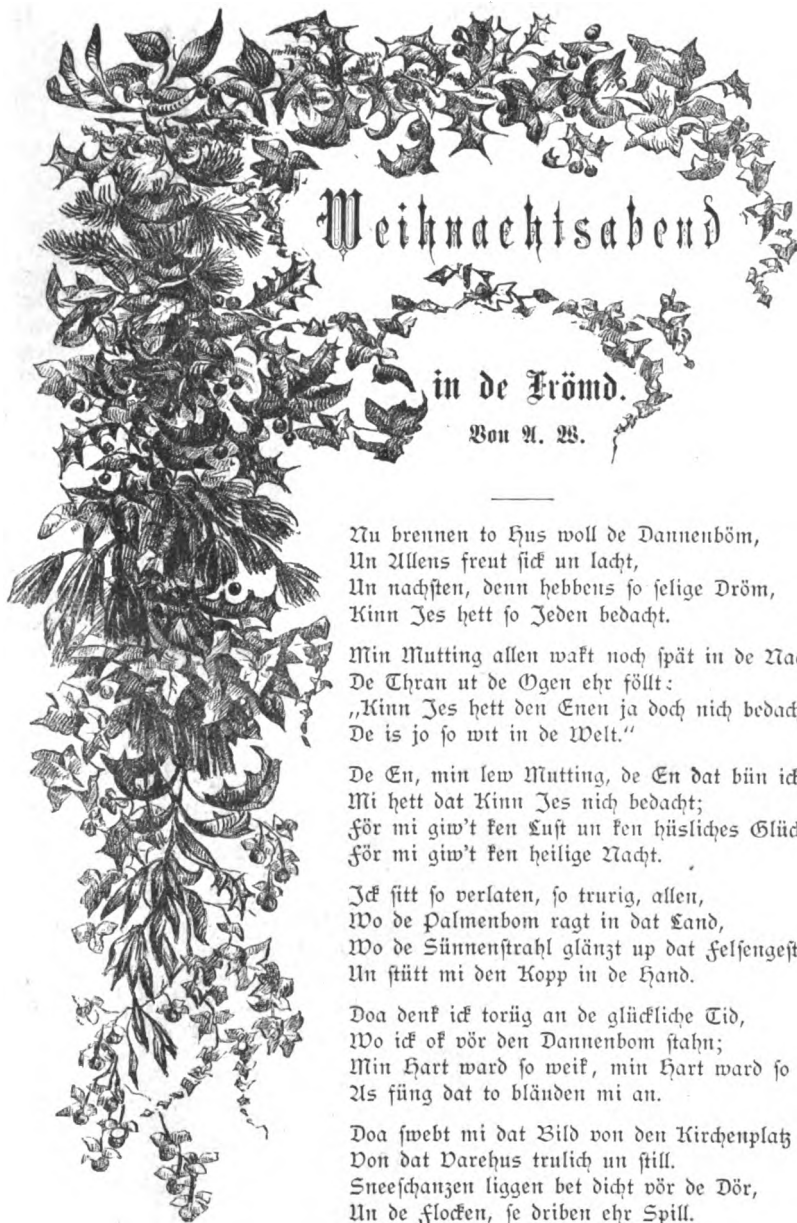 Weihnachtsabend
in de Frömd.
Von A. W.
Nu brennen to Hus woll de Dannenböm,
Un Allens freut sick un lacht,
Un nachsten, denn hebbens so selige Dröm,
Kinn Jes hett so Jeden bedacht.
Min Mutting allen wakt noch spät in de
De Thran ut de Ogen ehr föllt:
„Kinn Jes hett den Enen ja doch nich
De is jo so wit in de Welt.“
De En, min lew Mutting, de En dat bün
Mi hett dat Kinn Jes nich bedacht;
För mi giw't ken Lust un ken hüsliches
För mi giw't ken heilige Nacht.
Ick sitt so verlaten, so trurig, allen,
Wo de Palmenbom ragt in dat Land,
Wo de Sünnenstrahl glänzt up dat
Un stütt mi den Kopp in de Hand.
Doa denk ick torüg an de glückliche Tid,
Wo ick ok vör den Dannenbom stahn;
Min Hart ward so weik, min Hart ward so
As füng dat to bläuden mi an.
Doa swebt mi dat Bild von den Kirchenplatz
Von dat Varehus trulich un still.
Sneeschanzen liggen bet dicht vör de Dör,
Un de Flocken, se driben ehr Spill.